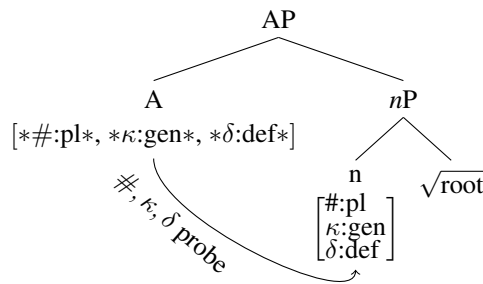 AP
A
nP
[∗#:pl∗, ∗κ:gen∗, ∗δ:def∗]
n
√root
#:pl
κ:gen
δ:def
#, κ, δ probe